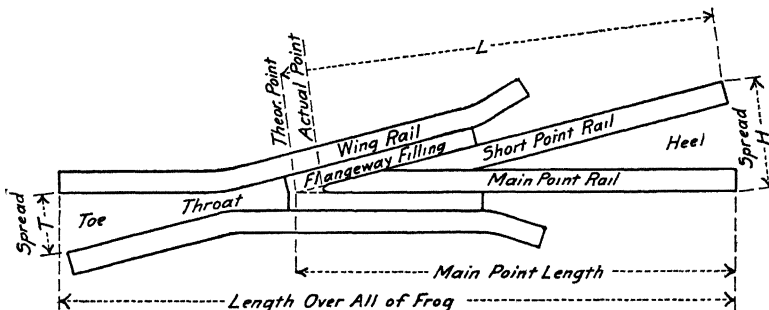 L
Theor. Point
Actual Point
Wing Rail
Flangeway Filling
Short Point Rail
Heel
Spread
H
Main Point Rail
Throat
Toe
Spread
T
Main Point Length
Length Over All of Frog